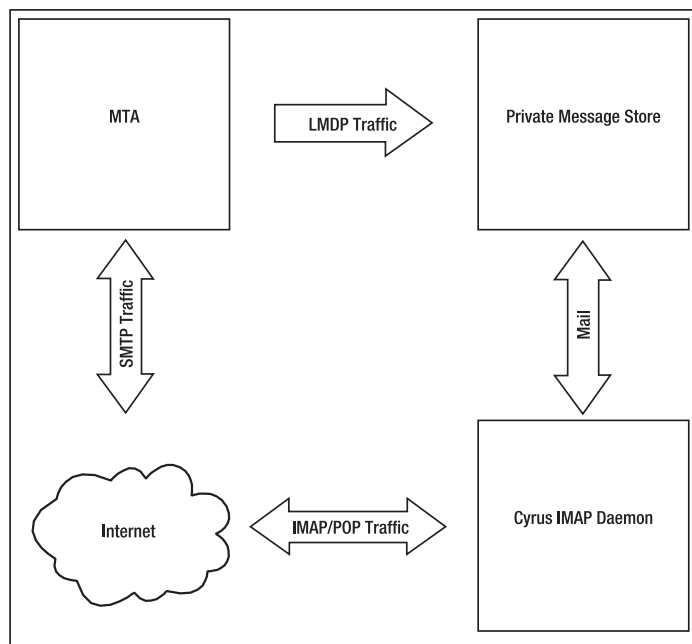 MTA
LMDP Traffic
Private Message Store
SMTP Traffic
Mail
Internet
IMAP/POP Traffic
Cyrus IMAP Daemon